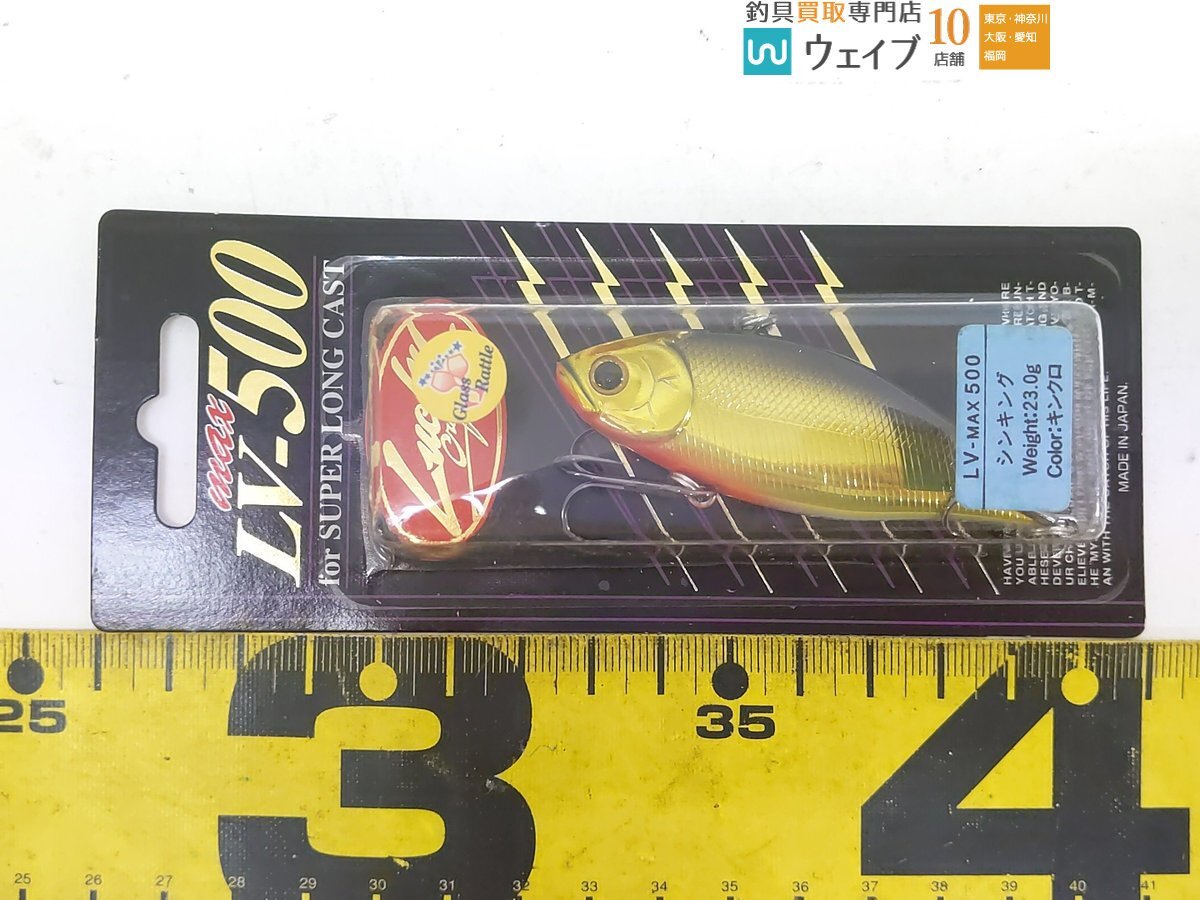 釣具買取専門店
ウェイブ
10
店舗
東京・神奈川
大阪・愛知
福岡
max
LV-500
for SUPER LONG CAST
Lucky
Craft
Glass
Rattle
LV-MAX 500
シンキング
Weight:23.0g
Color:キンクロ
MADE IN JAPAN.
25
3
35
4
25 26 27 28 29 30 31 32 33 34 35 36 37 38 39 40 41